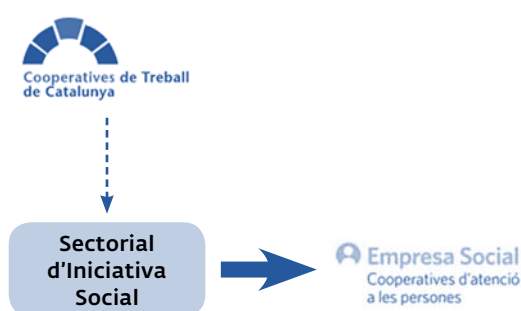 Cooperatives de Treball
de Catalunya
Sectorial
d'Iniciativa
Social
Empresa Social
Cooperatives d'atenció
a les persones